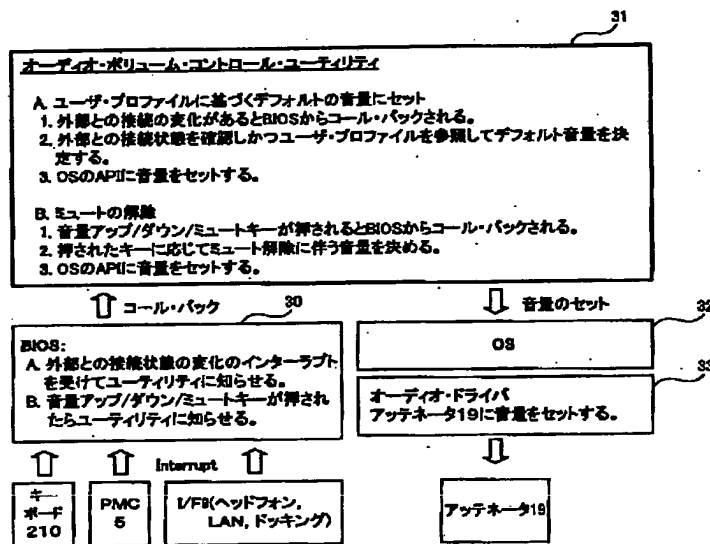 31
オーディオ・ボリューム・コントロール・ユーティリティ
A. ユーザ・プロファイルに基づくデフォルトの音量にセット
1. 外部との接続の変化があるとBIOSからコール・バックされる。
2. 外部との接続状態を確認しかつユーザ・プロファイルを参照してデフォルト音量を決
定する。
3. OSのAPIに音量をセットする。
B. ミュートの解除
1. 音量アップ/ダウン/ミュートキーが押されるとBIOSからコール・バックされる。
2. 押されたキーに応じてミュート解除に伴う音量を決める。
3. OSのAPIに音量をセットする。
コール・バック
30
音量のセット
32
BIOS:
A. 外部との接続状態の変化のインターラプト
を受けてユーティリティに知らせる。
B. 音量アップ/ダウン/ミュートキーが押され
たらユーティリティに知らせる。
OS
33
オーディオ・ドライバ
アッテネータ19に音量をセットする。
Interrupt
キー
ボード
210
PMC
5
I/F9(ヘッドフォン,
LAN, ドッキング)
アッテネータ19